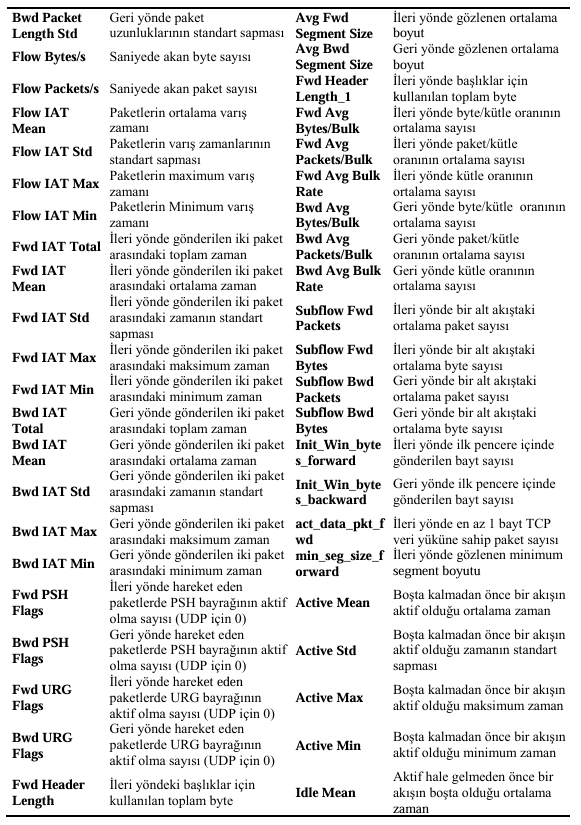 Bwd Packet
Length Std
Geri yönde paket
uzunluklarının standart sapması
Flow Bytes/s
Saniyede akan byte sayısı
Flow Packets/s
Saniyede akan paket sayısı
Flow IAT
Mean
Paketlerin ortalama varış
zamanı
Flow IAT Std
Paketlerin varış zamanlarının
standart sapması
Flow IAT Max
Paketlerin maximum varış
zamanı
Flow IAT Min
Paketlerin Minimum varış
zamanı
Fwd IAT Total
İleri yönde gönderilen iki paket
arasındaki toplam zaman
Fwd IAT
Mean
İleri yönde gönderilen iki paket
arasındaki ortalama zaman
Fwd IAT Std
İleri yönde gönderilen iki paket
arasındaki zamanın standart
sapması
Fwd IAT Max
İleri yönde gönderilen iki paket
arasındaki maksimum zaman
Fwd IAT Min
İleri yönde gönderilen iki paket
arasındaki minimum zaman
Bwd IAT
Total
Geri yönde gönderilen iki paket
arasındaki toplam zaman
Bwd IAT
Mean
Geri yönde gönderilen iki paket
arasındaki ortalama zaman
Bwd IAT Std
Geri yönde gönderilen iki paket
arasındaki zamanın standart
sapması
Bwd IAT Max
Geri yönde gönderilen iki paket
arasındaki maksimum zaman
Bwd IAT Min
Geri yönde gönderilen iki paket
arasındaki minimum zaman
Fwd PSH
Flags
İleri yönde hareket eden
paketlerde PSH bayrağının aktif
olma sayısı (UDP için 0)
Bwd PSH
Flags
Geri yönde hareket eden
paketlerde PSH bayrağının aktif
olma sayısı (UDP için 0)
Fwd URG
Flags
İleri yönde hareket eden
paketlerde URG bayrağının
aktif olma sayısı (UDP için 0)
Bwd URG
Flags
Geri yönde hareket eden
paketlerde URG bayrağının
aktif olma sayısı (UDP için 0)
Fwd Header
Length
İleri yöndeki başlıklar için
kullanılan toplam byte
Avg Fwd
Segment Size
İleri yönde gözlenen ortalama
boyut
Avg Bwd
Segment Size
Geri yönde gözlenen ortalama
boyut
Fwd Header
Length_1
İleri yönde başlıklar için
kullanılan toplam byte
Fwd Avg
Bytes/Bulk
İleri yönde byte/kütle oranının
ortalama sayısı
Fwd Avg
Packets/Bulk
İleri yönde paket/kütle
oranının ortalama sayısı
Fwd Avg Bulk
Rate
İleri yönde kütle oranının
ortalama sayısı
Bwd Avg
Bytes/Bulk
Geri yönde byte/kütle oranının
ortalama sayısı
Bwd Avg
Packets/Bulk
Geri yönde paket/kütle
oranının ortalama sayısı
Bwd Avg Bulk
Rate
Geri yönde kütle oranının
ortalama sayısı
Subflow Fwd
Packets
İleri yönde bir alt akıştaki
ortalama paket sayısı
Subflow Fwd
Bytes
İleri yönde bir alt akıştaki
ortalama byte sayısı
Subflow Bwd
Packets
Geri yönde bir alt akıştaki
ortalama paket sayısı
Subflow Bwd
Bytes
Geri yönde bir alt akıştaki
ortalama byte sayısı
Init_Win_byte
s_forward
İleri yönde ilk pencere içinde
gönderilen bayt sayısı
Init_Win_byte
s_backward
Geri yönde ilk pencere içinde
gönderilen bayt sayısı
act_data_pkt_f
wd
İleri yönde en az 1 bayt TCP
veri yüküne sahip paket sayısı
min_seg_size_f
orward
İleri yönde gözlenen minimum
segment boyutu
Active Mean
Boşta kalmadan önce bir akışın
aktif olduğu ortalama zaman
Active Std
Boşta kalmadan önce bir akışın
aktif olduğu zamanın standart
sapması
Active Max
Boşta kalmadan önce bir akışın
aktif olduğu maksimum zaman
Active Min
Boşta kalmadan önce bir akışın
aktif olduğu minimum zaman
Idle Mean
Aktif hale gelmeden önce bir
akışın boşta olduğu ortalama
zaman